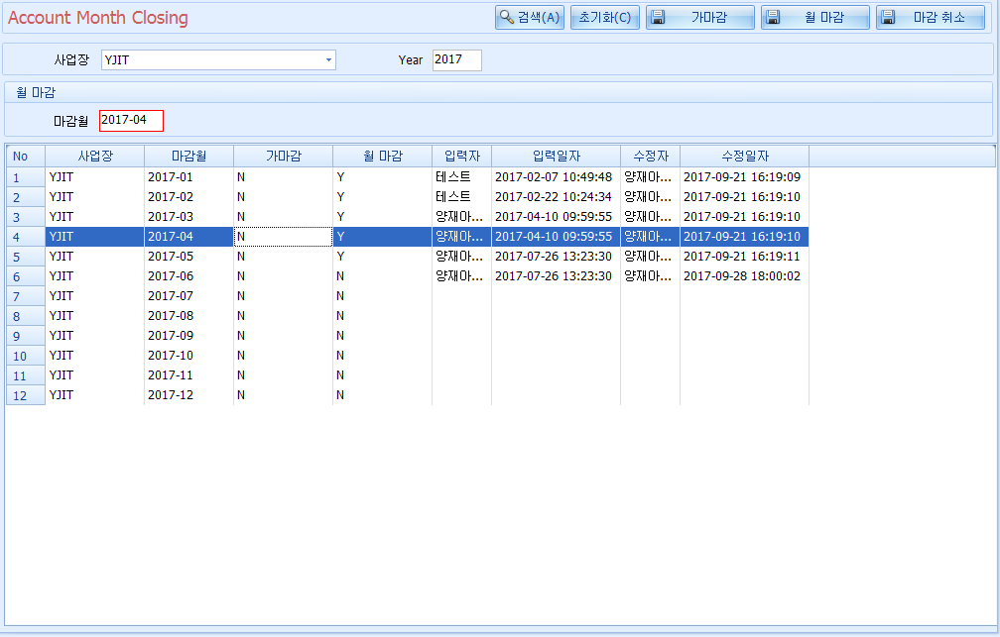 Account Month Closing 검색(A) 초기화(C) 가마감 월 마감 마감 취소
사업장 YJIT Year 2017
월 마감
마감월 2017-04
No 사업장 마감월 가마감 월 마감 입력자 입력일자 수정자 수정일자
1 YJIT 2017-01 N Y 테스트 2017-02-07 10:49:48 양재아... 2017-09-21 16:19:09
2 YJIT 2017-02 N Y 테스트 2017-02-22 10:24:34 양재아... 2017-09-21 16:19:10
3 YJIT 2017-03 N Y 양재아... 2017-04-10 09:59:55 양재아... 2017-09-21 16:19:10
4 YJIT 2017-04 N Y 양재아... 2017-04-10 09:59:55 양재아... 2017-09-21 16:19:10
5 YJIT 2017-05 N Y 양재아... 2017-07-26 13:23:30 양재아... 2017-09-21 16:19:11
6 YJIT 2017-06 N N 양재아... 2017-07-26 13:23:30 양재아... 2017-09-28 18:00:02
7 YJIT 2017-07 N N
8 YJIT 2017-08 N N
9 YJIT 2017-09 N N
10 YJIT 2017-10 N N
11 YJIT 2017-11 N N
12 YJIT 2017-12 N N